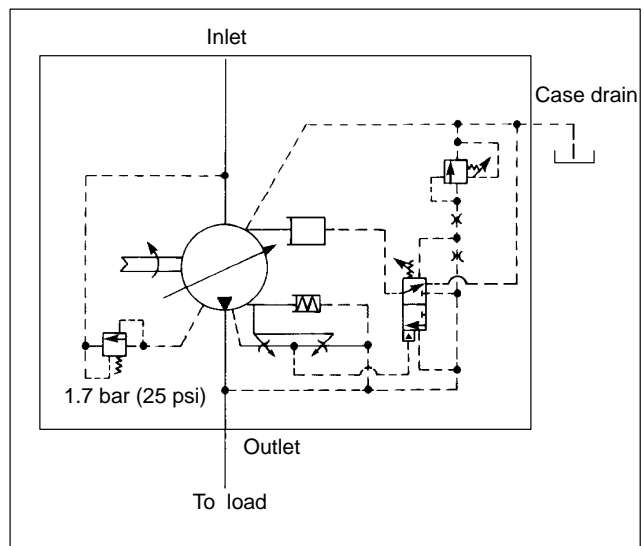 Inlet
Case drain
1.7 bar (25 psi)
Outlet
To load